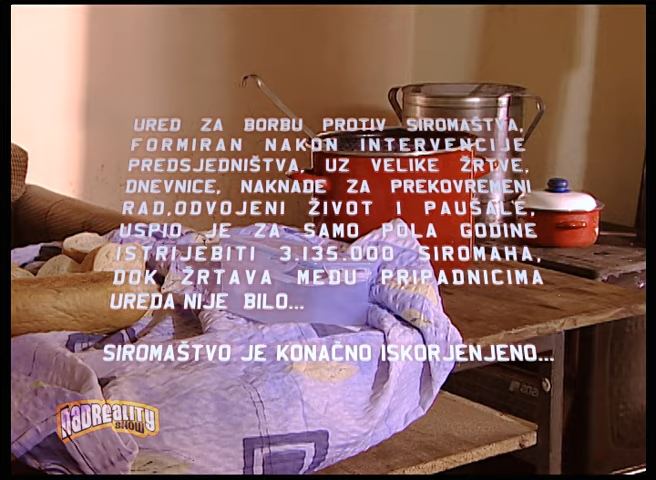 URED ZA BORBU PROTIV SIROMAŠTVA,
FORMIRAN NAKON INTERVENCIJE
PREDSJEDNIŠTVA, UZ VELIKE ŽRTVE,
DNEVNICE, NAKNADE ZA PREKOVREMENI
RAD,ODVOJENI ŽIVOT I PAUŠALE,
USPIO JE ZA SAMO POLA GODINE
ISTRIJEBITI 3.135.000 SIROMAHA,
DOK ŽRTAVA MEĐU PRIPADNICIMA
UREDA NIJE BILO...
SIROMAŠTVO JE KONAČNO ISKORJENJENO...
NADREALITY
SHOW